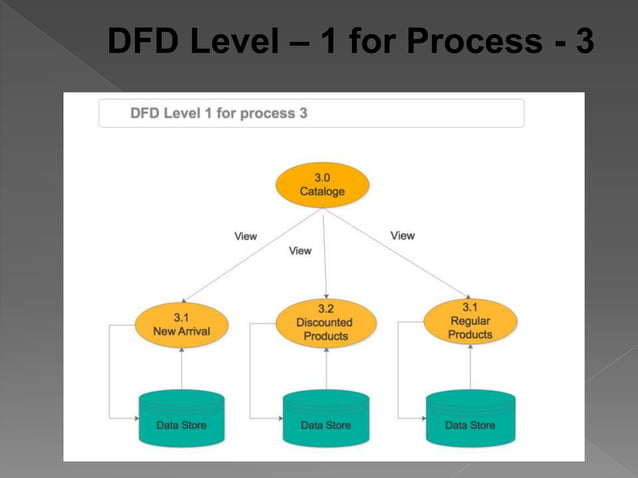 DFD Level – 1 for Process - 3
DFD Level 1 for process 3
3.0
Cataloge
View
View
View
3.1
New Arrival
3.2
Discounted
Products
3.1
Regular
Products
Data Store
Data Store
Data Store